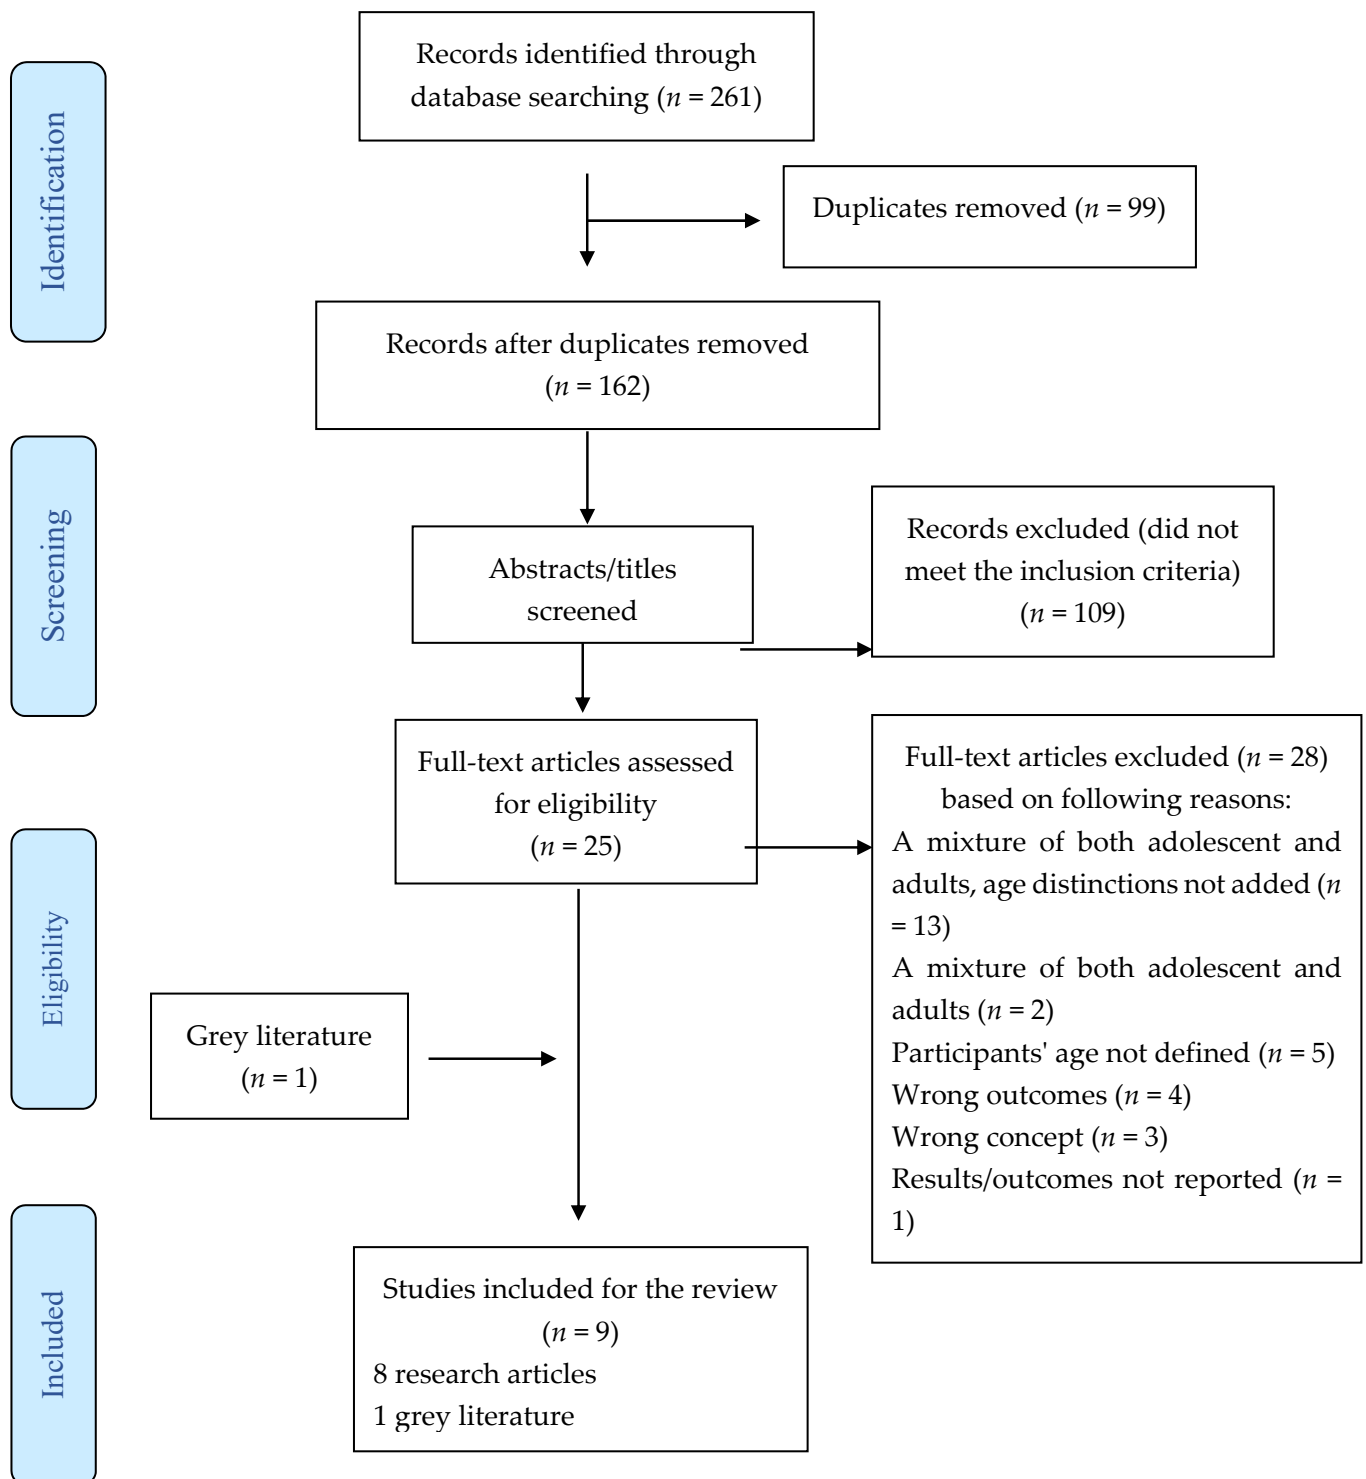 Identification
Records identified through
database searching (n = 261)
Duplicates removed (n = 99)
Records after duplicates removed
(n = 162)
Screening
Abstracts/titles
screened
Records excluded (did not
meet the inclusion criteria)
(n = 109)
Full-text articles assessed
for eligibility
(n = 25)
Full-text articles excluded (n = 28)
based on following reasons:
A mixture of both adolescent and
adults, age distinctions not added (n
= 13)
A mixture of both adolescent and
adults (n = 2)
Participants' age not defined (n = 5)
Wrong outcomes (n = 4)
Wrong concept (n = 3)
Results/outcomes not reported (n =
1)
Eligibility
Grey literature
(n = 1)
Included
Studies included for the review
(n = 9)
8 research articles
1 grey literature